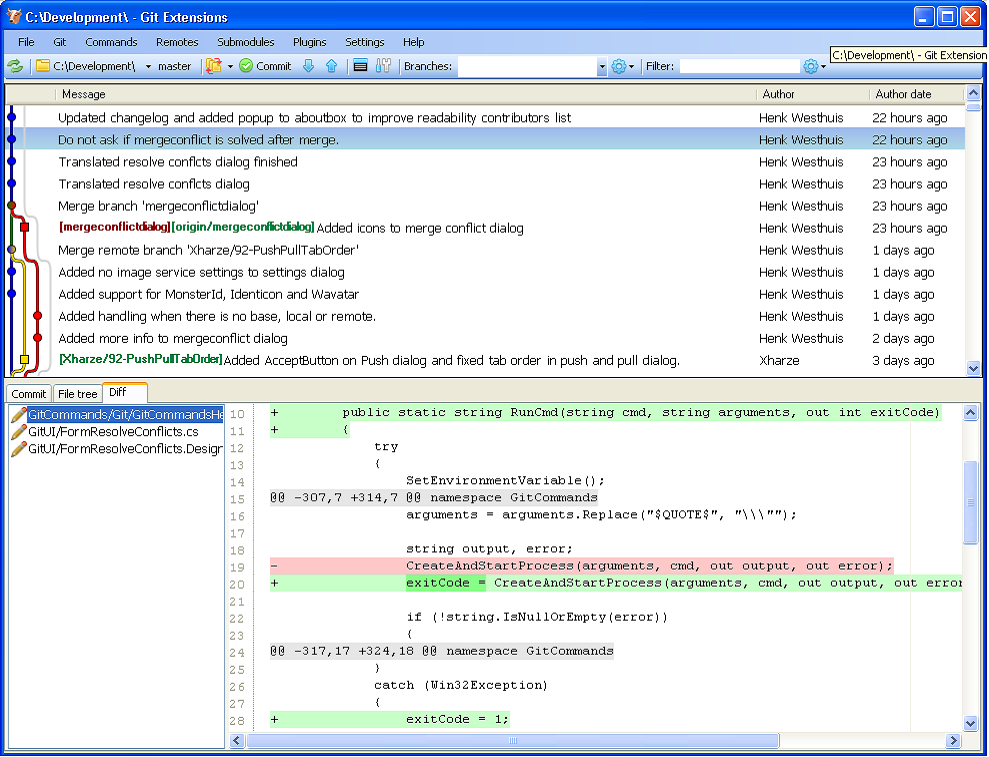 C:\Development\ - Git Extensions
File Git Commands Remotes Submodules Plugins Settings Help
C:\Development\ - Git Extension
C:\Development\ master Commit Branches: Filter:
Message Author Author date
Updated changelog and added popup to aboutbox to improve readability contributors list Henk Westhuis 22 hours ago
Do not ask if mergeconflict is solved after merge. Henk Westhuis 22 hours ago
Translated resolve conflcts dialog finished Henk Westhuis 23 hours ago
Translated resolve conflcts dialog Henk Westhuis 23 hours ago
Merge branch 'mergeconflictdialog' Henk Westhuis 23 hours ago
[mergeconflictdialog][origin/mergeconflictdialog] Added icons to merge conflict dialog Henk Westhuis 23 hours ago
Merge remote branch 'Xharze/92-PushPullTabOrder' Henk Westhuis 1 days ago
Added no image service settings to settings dialog Henk Westhuis 1 days ago
Added support for MonsterId, Identicon and Wavatar Henk Westhuis 1 days ago
Added handling when there is no base, local or remote. Henk Westhuis 1 days ago
Added more info to mergeconflict dialog Henk Westhuis 2 days ago
[Xharze/92-PushPullTabOrder] Added AcceptButton on Push dialog and fixed tab order in push and pull dialog. Xharze 3 days ago
Commit File tree Diff
GitCommands/Git/GitCommandsHe
GitUI/FormResolveConflicts.cs
GitUI/FormResolveConflicts.Design
10 + public static string RunCmd(string cmd, string arguments, out int exitCode)
11 + {
12 try
13 {
14 SetEnvironmentVariable();
15 @@ -307,7 +314,7 @@ namespace GitCommands
16 arguments = arguments.Replace("$QUOTE$", "\\\"");
17
18 string output, error;
19 - CreateAndStartProcess(arguments, cmd, out output, out error);
20 + exitCode = CreateAndStartProcess(arguments, cmd, out output, out error
21
22 if (!string.IsNullOrEmpty(error))
23 {
24 @@ -317,17 +324,18 @@ namespace GitCommands
25 }
26 catch (Win32Exception)
27 {
28 + exitCode = 1;